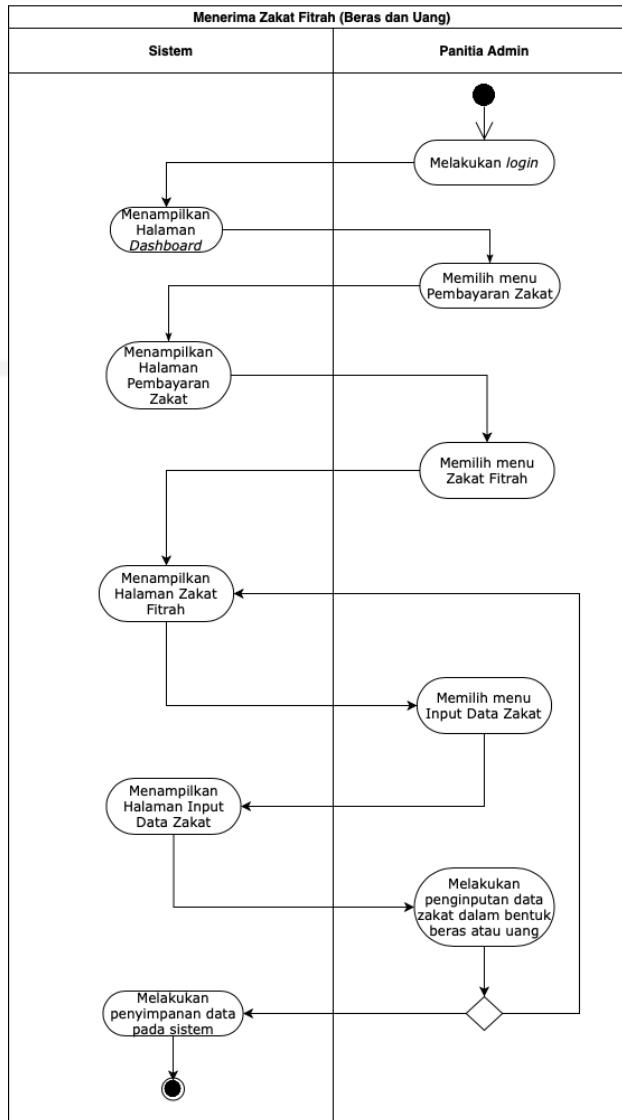 Menerima Zakat Fitrah (Beras dan Uang)
Sistem
Panitia Admin
Melakukan login
Menampilkan
Halaman
Dashboard
Memilih menu
Pembayaran Zakat
Menampilkan
Halaman
Pembayaran
Zakat
Memilih menu
Zakat Fitrah
Menampilkan
Halaman Zakat
Fitrah
Memilih menu
Input Data Zakat
Menampilkan
Halaman Input
Data Zakat
Melakukan
penginputan data
zakat dalam bentuk
beras atau uang
Melakukan
penyimpanan data
pada sistem